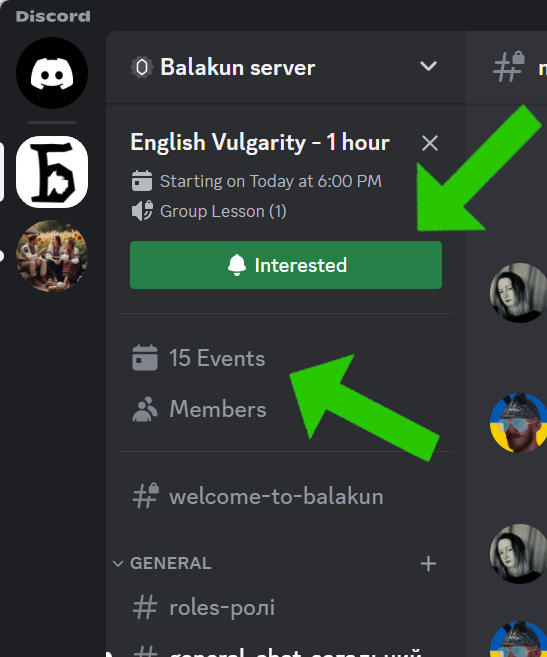 Discord
Balakun server
English Vulgarity - 1 hour
Starting on Today at 6:00 PM
Group Lesson (1)
Interested
15 Events
Members
welcome-to-balakun
GENERAL
roles-ролі